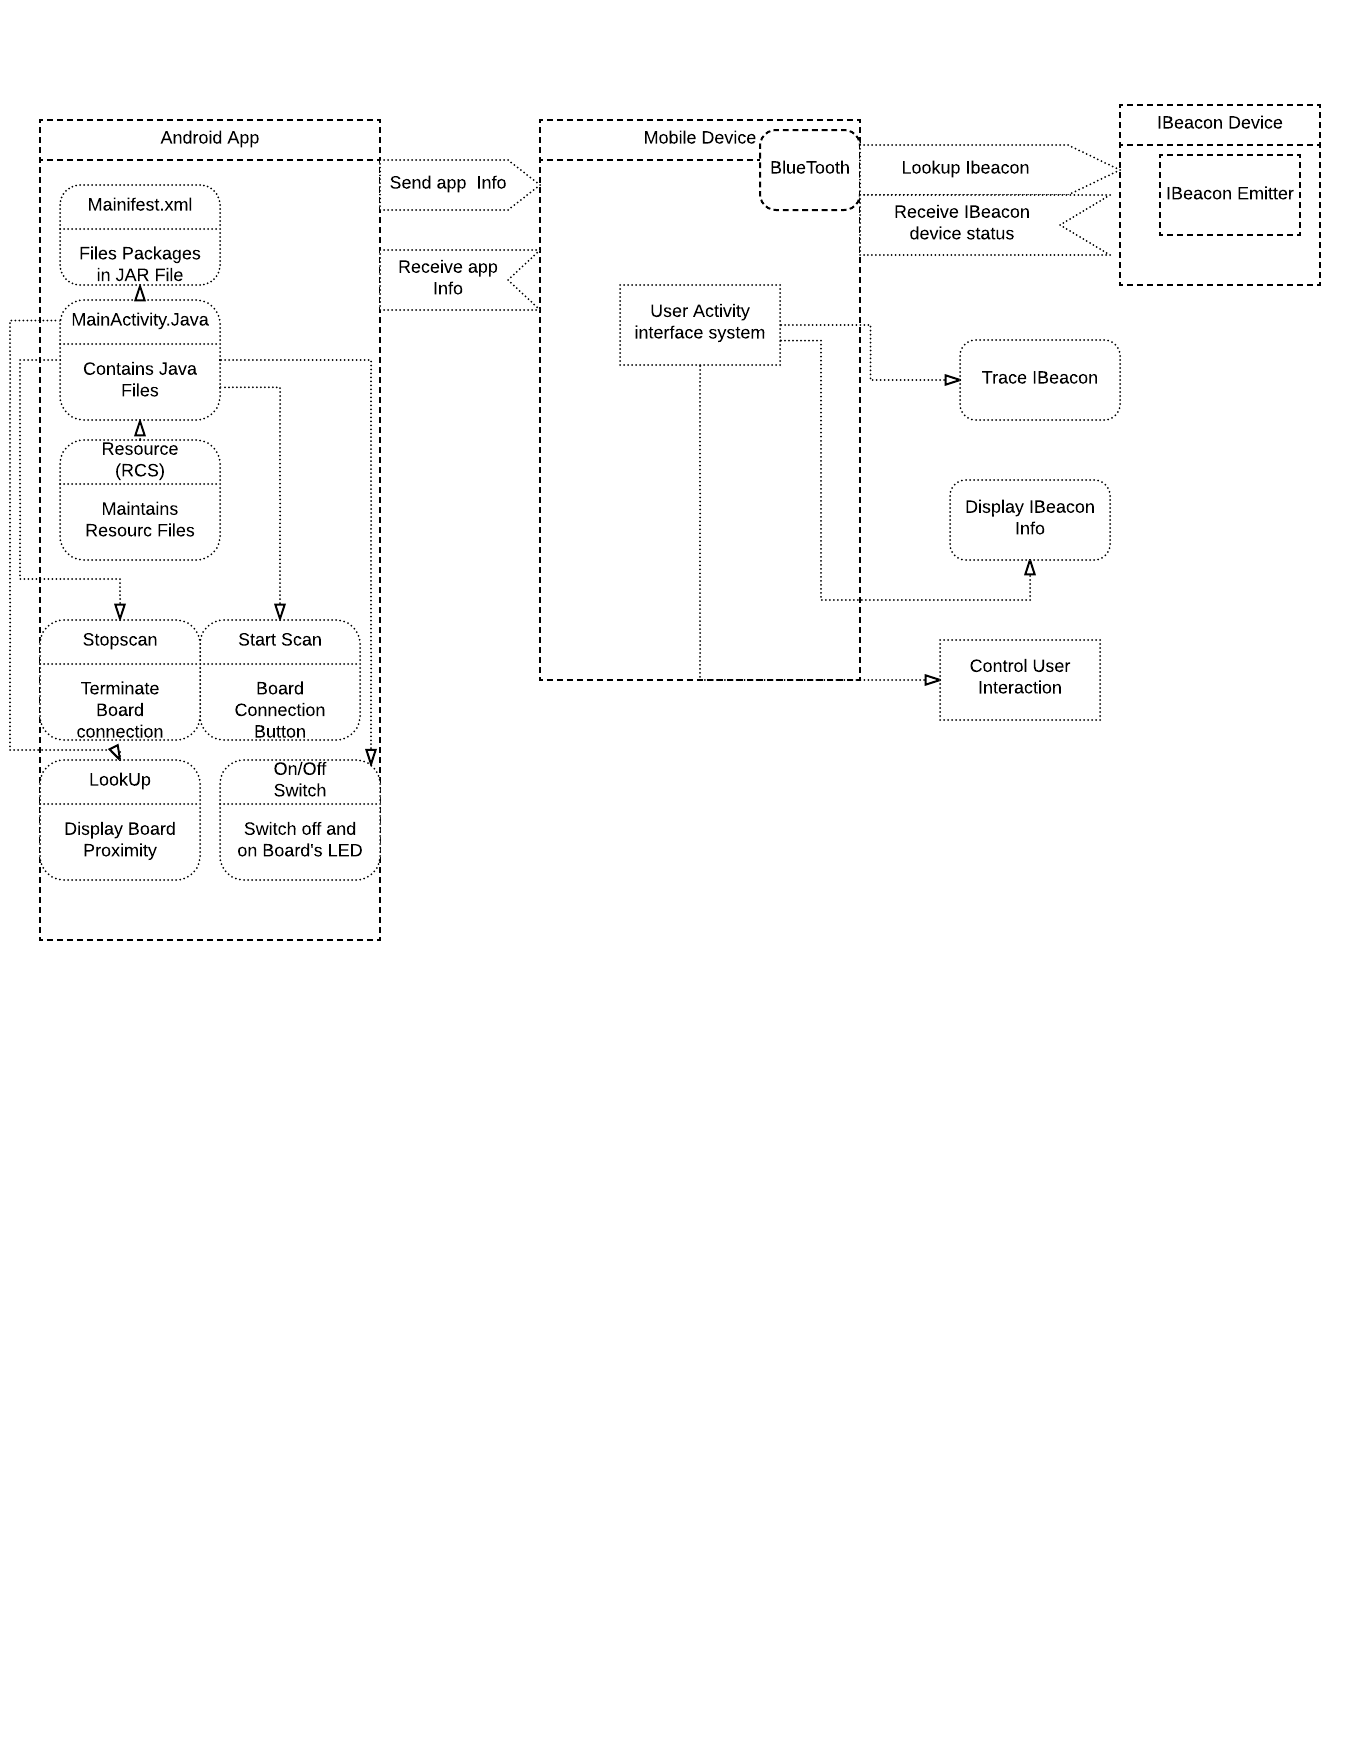 Android App
Mainifest.xml
Files Packages
in JAR File
MainActivity.Java
Contains Java
Files
Resource
(RCS)
Maintains
Resourc Files
Stopscan
Terminate
Board
connection
Start Scan
Board
Connection
Button
LookUp
Display Board
Proximity
On/Off
Switch
Switch off and
on Board's LED
Send app  Info
Receive app
Info
Mobile Device
BlueTooth
User Activity
interface system
Lookup Ibeacon
Receive IBeacon
device status
IBeacon Device
IBeacon Emitter
Trace IBeacon
Display IBeacon
Info
Control User
Interaction